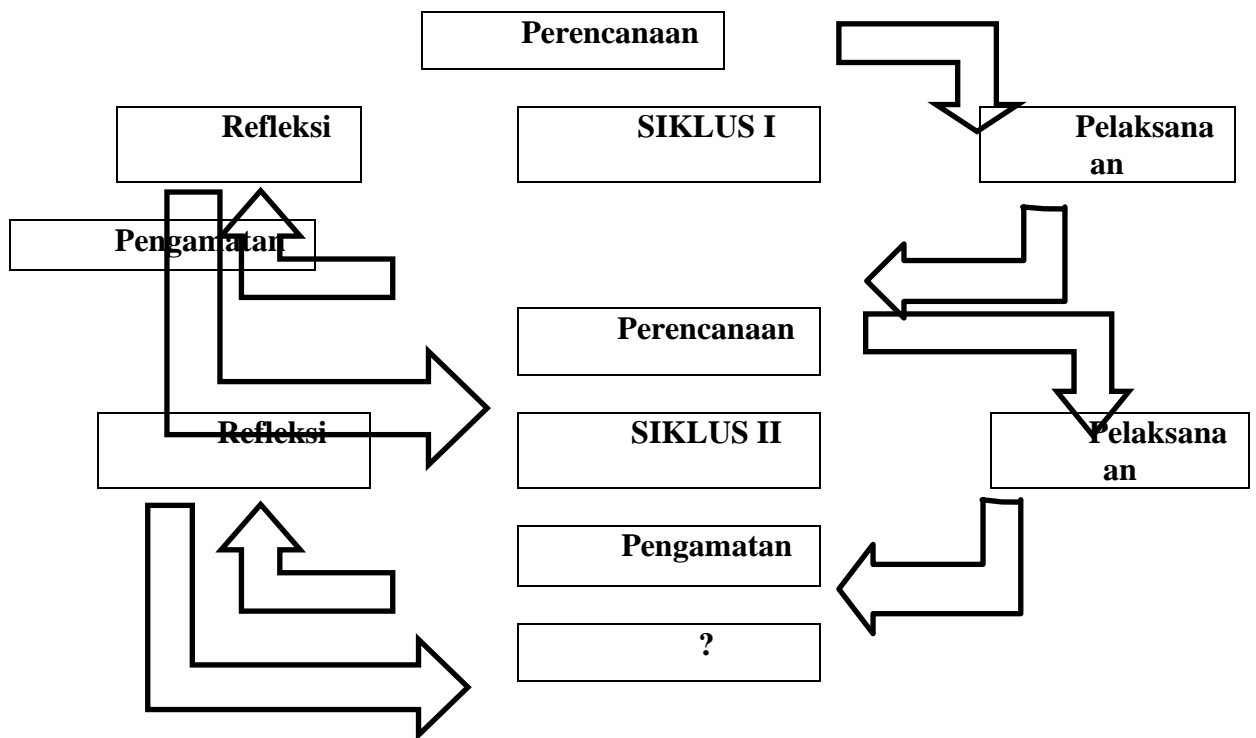 Perencanaan
Refleksi
SIKLUS I
Pelaksana
an
Pengamatan
Perencanaan
Refleksi
SIKLUS II
Pelaksana
an
Pengamatan
?